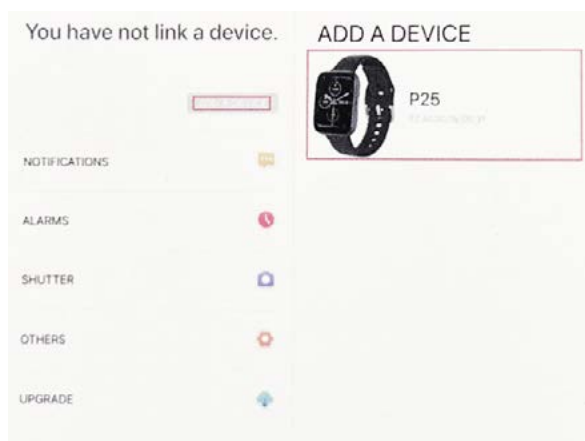 You have not link a device.
NOTIFICATIONS
ALARMS
SHUTTER
OTHERS
UPGRADE
ADD A DEVICE
P25